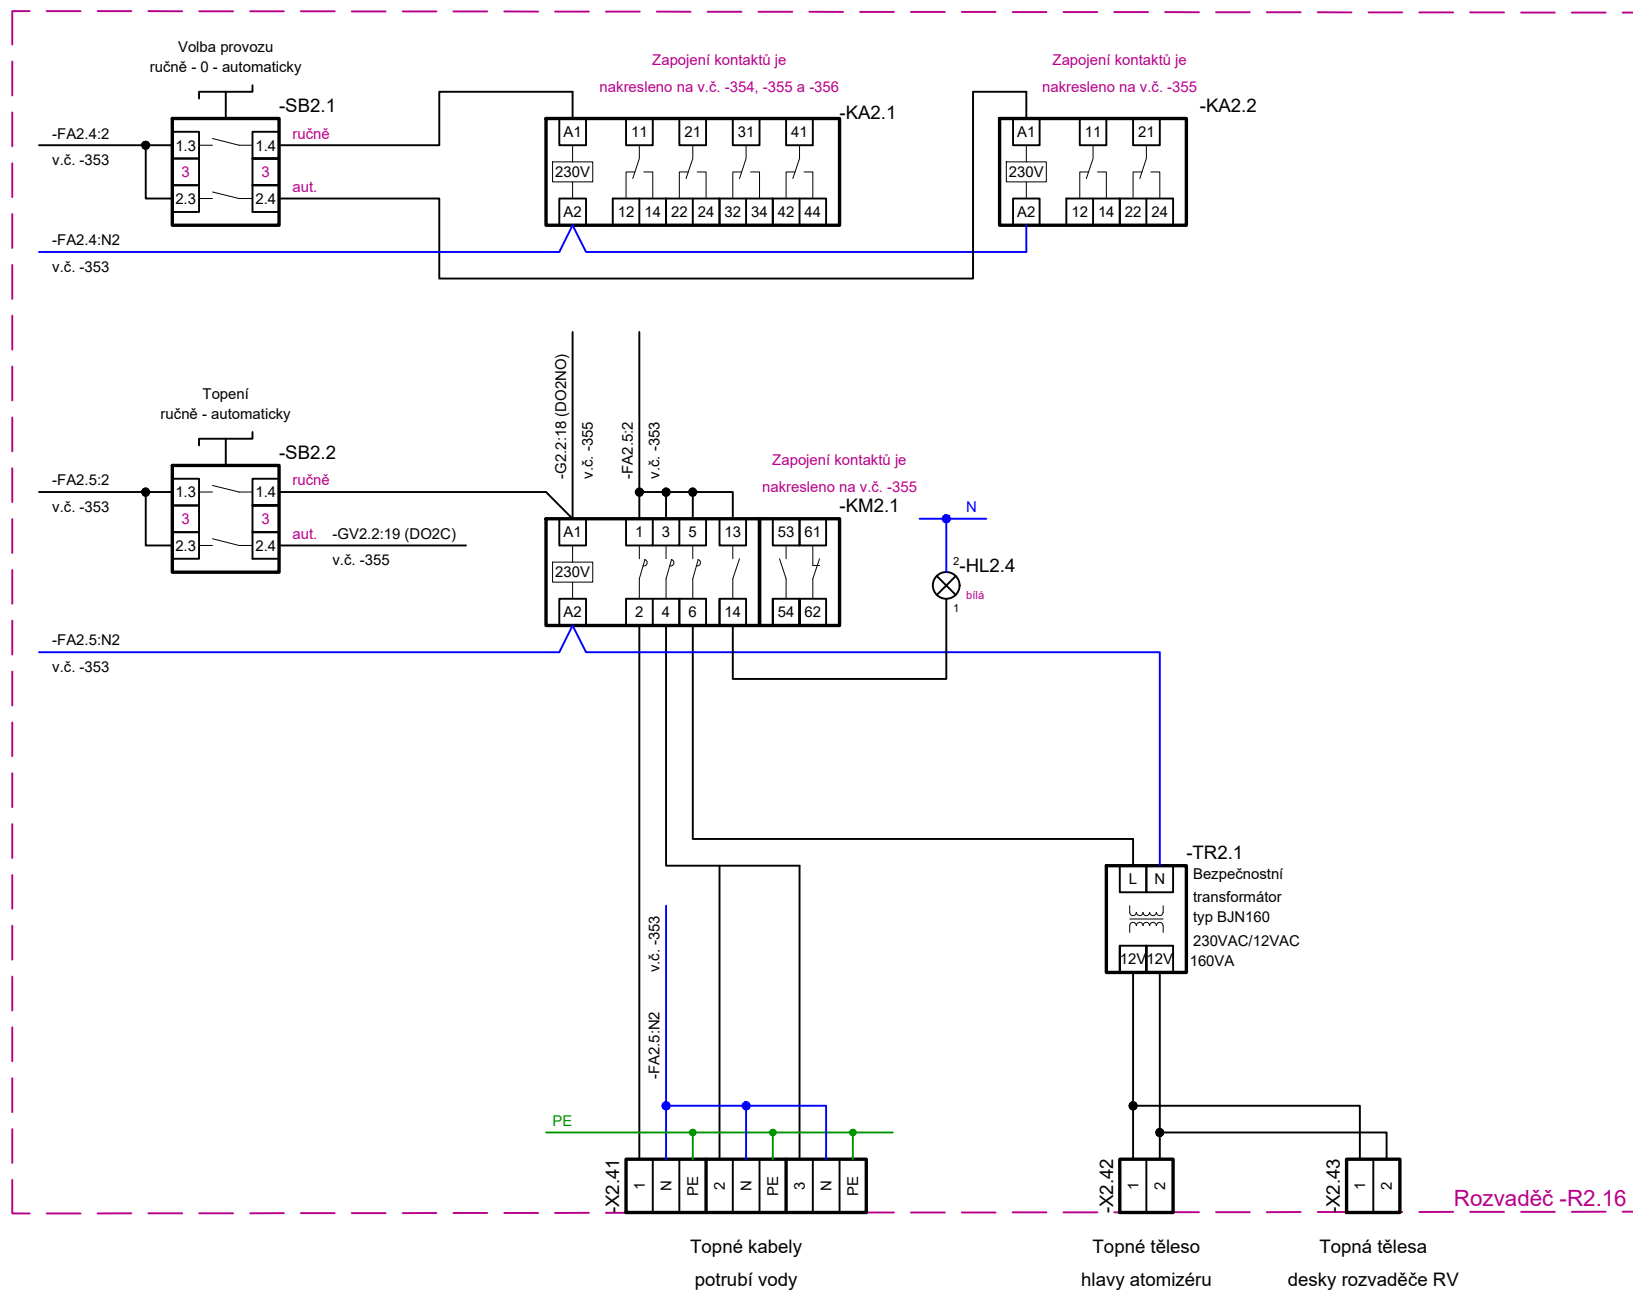 Volba provozu
ručně - 0 - automaticky
-SB2.1
-FA2.4:2
v.č. -353
1.3
1.4
3
3
2.3
2.4
ručně
aut.
-FA2.4:N2
v.č. -353
Zapojení kontaktů je
nakresleno na v.č. -354, -355 a -356
-KA2.1
A1
11
21
31
41
230V
A2
12
14
22
24
32
34
42
44
Zapojení kontaktů je
nakresleno na v.č. -355
-KA2.2
A1
11
21
230V
A2
12
14
22
24
Topení
ručně - automaticky
-SB2.2
-FA2.5:2
v.č. -353
1.3
1.4
3
3
2.3
2.4
ručně
aut.
-GV2.2:19 (DO2C)
v.č. -355
-FA2.5:N2
v.č. -353
-G2.2:18 (DO2NO)
v.č. -355
-FA2.5:2
v.č. -353
Zapojení kontaktů je
nakresleno na v.č. -355
-KM2.1
A1
1
3
5
13
53
61
230V
A2
2
4
6
14
54
62
N
2
-HL2.4
bílá
1
-TR2.1
L
N
Bezpečnostní
transformátor
typ BJN160
230VAC/12VAC
160VA
12V
12V
v.č. -353
-FA2.5:N2
PE
-X2.41
1
N
PE
2
N
PE
3
N
PE
-X2.42
1
2
-X2.43
1
2
Rozvaděč -R2.16
Topné kabely
potrubí vody
Topné těleso
hlavy atomizéru
Topná tělesa
desky rozvaděče RV